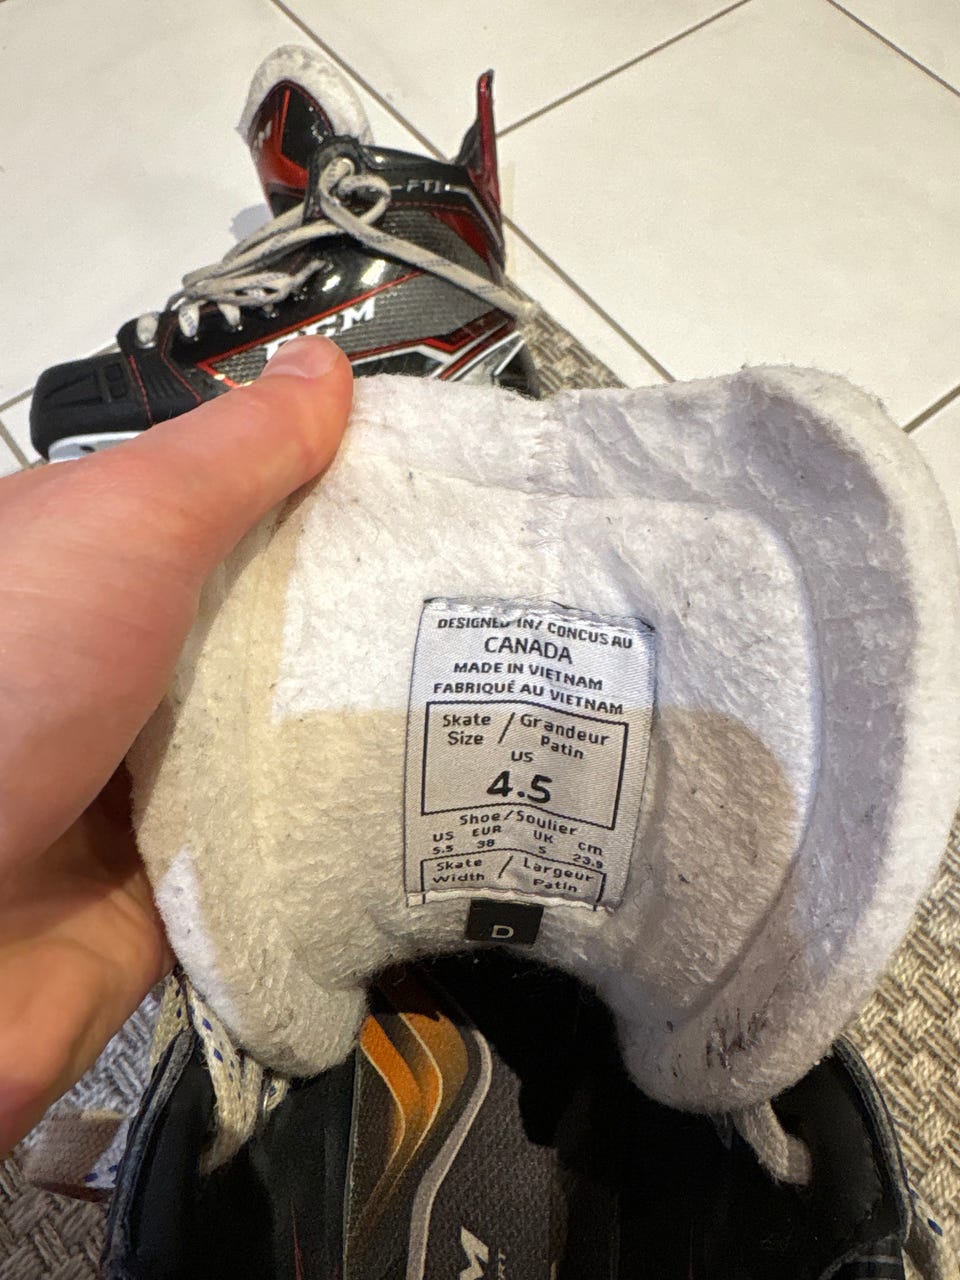 FT1
CCM
DESIGNED IN/ CONCUS AU
CANADA
MADE IN VIETNAM
FABRIQUÉ AU VIETNAM
Skate / Grandeur
Size Patin
US
4.5
Shoe/Soulier
US EUR UK cm
5.5 38 5 23.9
Skate / Largeur
Width Patin
D